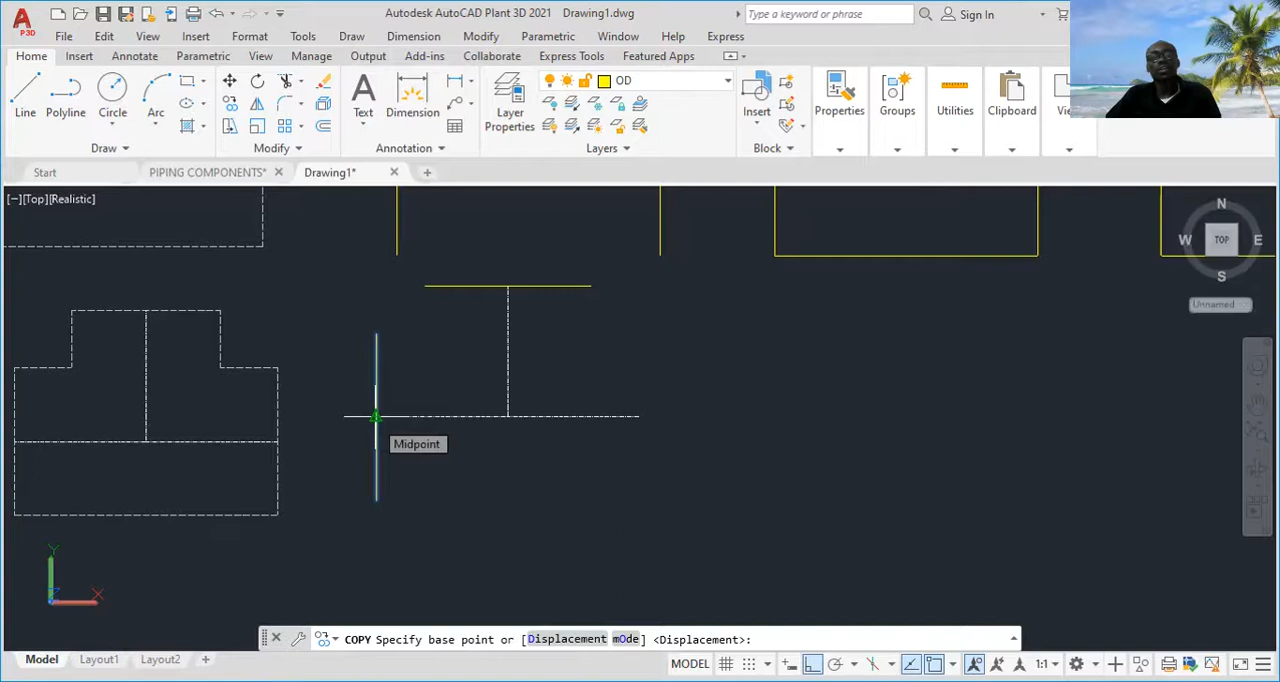 Autodesk AutoCAD Plant 3D 2021 Drawing1.dwg
Type a keyword or phrase
Sign In
P3D
File Edit View Insert Format Tools Draw Dimension Modify Parametric Window Help Express
Home Insert Annotate Parametric View Manage Output Add-ins Collaborate Express Tools Featured Apps
OD
Line Polyline Circle Arc
Text Dimension
Layer
Properties
Insert
Properties Groups Utilities Clipboard
Draw Modify Annotation Layers Block
Start PIPING COMPONENTS* Drawing1*
[−][Top][Realistic]
N
W TOP E
S
Unnamed
Midpoint
Y
X
COPY Specify base point or [Displacement mOde] <Displacement>:
Model Layout1 Layout2
MODEL 1:1